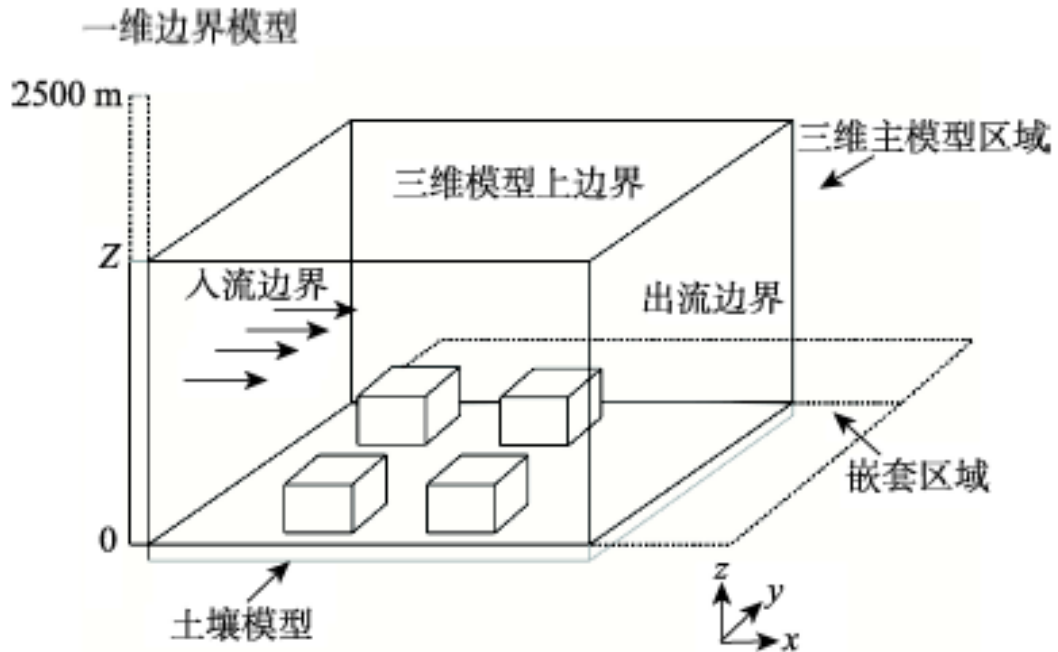 一维边界模型
2500 m
三维主模型区域
三维模型上边界
Z
入流边界
出流边界
嵌套区域
0
土壤模型
z
y
x